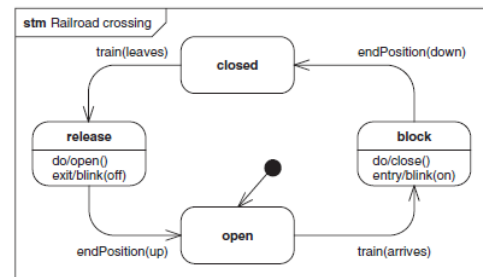 stm Railroad crossing
train(leaves)
endPosition(down)
closed
release
do/open()
exit/blink(off)
block
do/close()
entry/blink(on)
open
endPosition(up)
train(arrives)